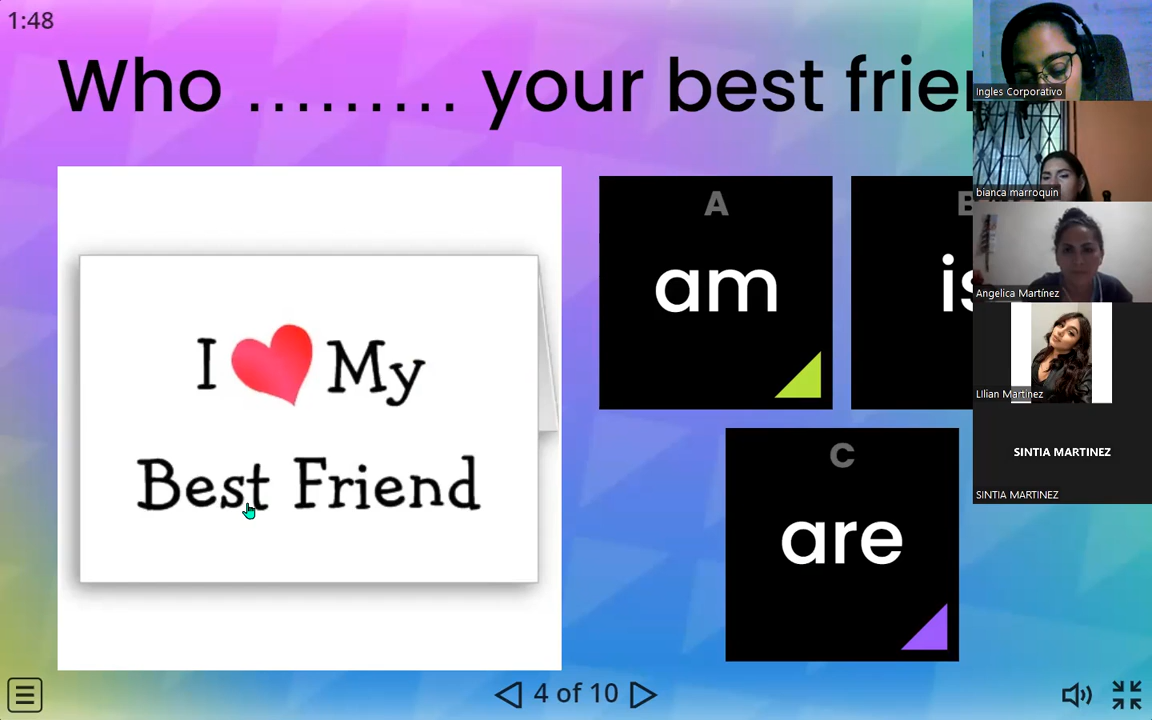 1:48
Who ......... your best frie
I ❤ My
Best Friend
A
am
B
is
C
are
4 of 10
Ingles Corporativo
bianca marroquin
Angelica Martínez
LIlian Martinez
SINTIA MARTINEZ
SINTIA MARTINEZ